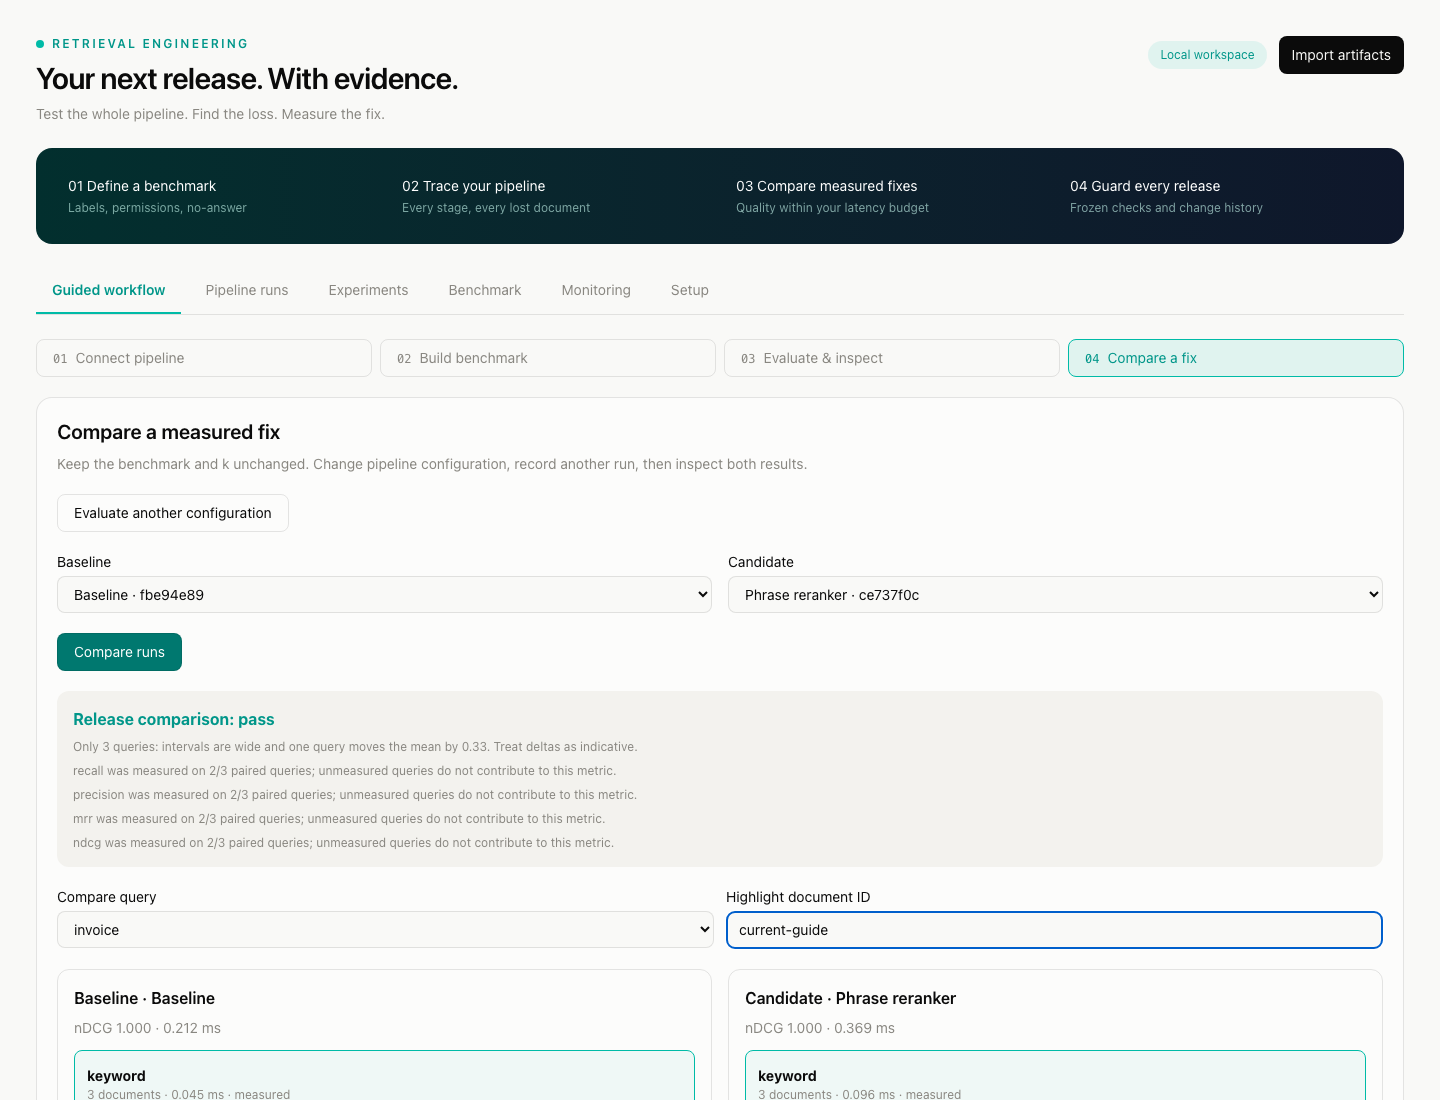 RETRIEVAL ENGINEERING
Your next release. With evidence.
Test the whole pipeline. Find the loss. Measure the fix.
Local workspace
Import artifacts
01 Define a benchmark
Labels, permissions, no-answer
02 Trace your pipeline
Every stage, every lost document
03 Compare measured fixes
Quality within your latency budget
04 Guard every release
Frozen checks and change history
Guided workflow
Pipeline runs
Experiments
Benchmark
Monitoring
Setup
01 Connect pipeline
02 Build benchmark
03 Evaluate & inspect
04 Compare a fix
Compare a measured fix
Keep the benchmark and k unchanged. Change pipeline configuration, record another run, then inspect both results.
Evaluate another configuration
Baseline
Baseline · fbe94e89
Candidate
Phrase reranker · ce737f0c
Compare runs
Release comparison: pass
Only 3 queries: intervals are wide and one query moves the mean by 0.33. Treat deltas as indicative.
recall was measured on 2/3 paired queries; unmeasured queries do not contribute to this metric.
precision was measured on 2/3 paired queries; unmeasured queries do not contribute to this metric.
mrr was measured on 2/3 paired queries; unmeasured queries do not contribute to this metric.
ndcg was measured on 2/3 paired queries; unmeasured queries do not contribute to this metric.
Compare query
invoice
Highlight document ID
current-guide
Baseline · Baseline
nDCG 1.000 · 0.212 ms
keyword
3 documents · 0.045 ms · measured
Candidate · Phrase reranker
nDCG 1.000 · 0.369 ms
keyword
3 documents · 0.096 ms · measured